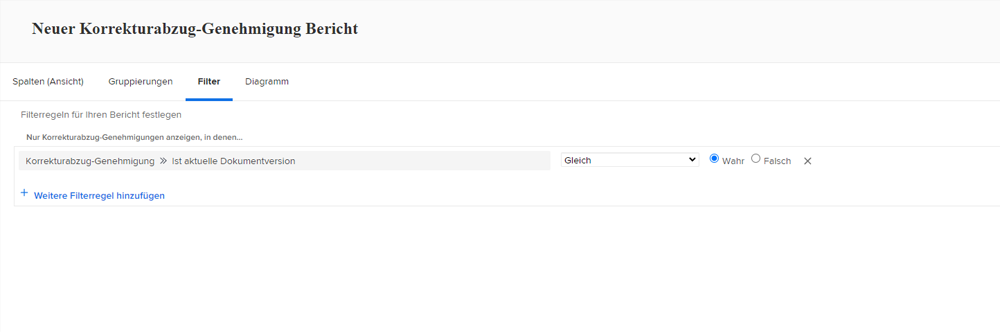 Neuer Korrekturabzug-Genehmigung Bericht
Spalten (Ansicht) Gruppierungen Filter Diagramm
Filterregeln für Ihren Bericht festlegen
Nur Korrekturabzug-Genehmigungen anzeigen, in denen...
Korrekturabzug-Genehmigung » Ist aktuelle Dokumentversion Gleich Wahr Falsch ×
+ Weitere Filterregel hinzufügen